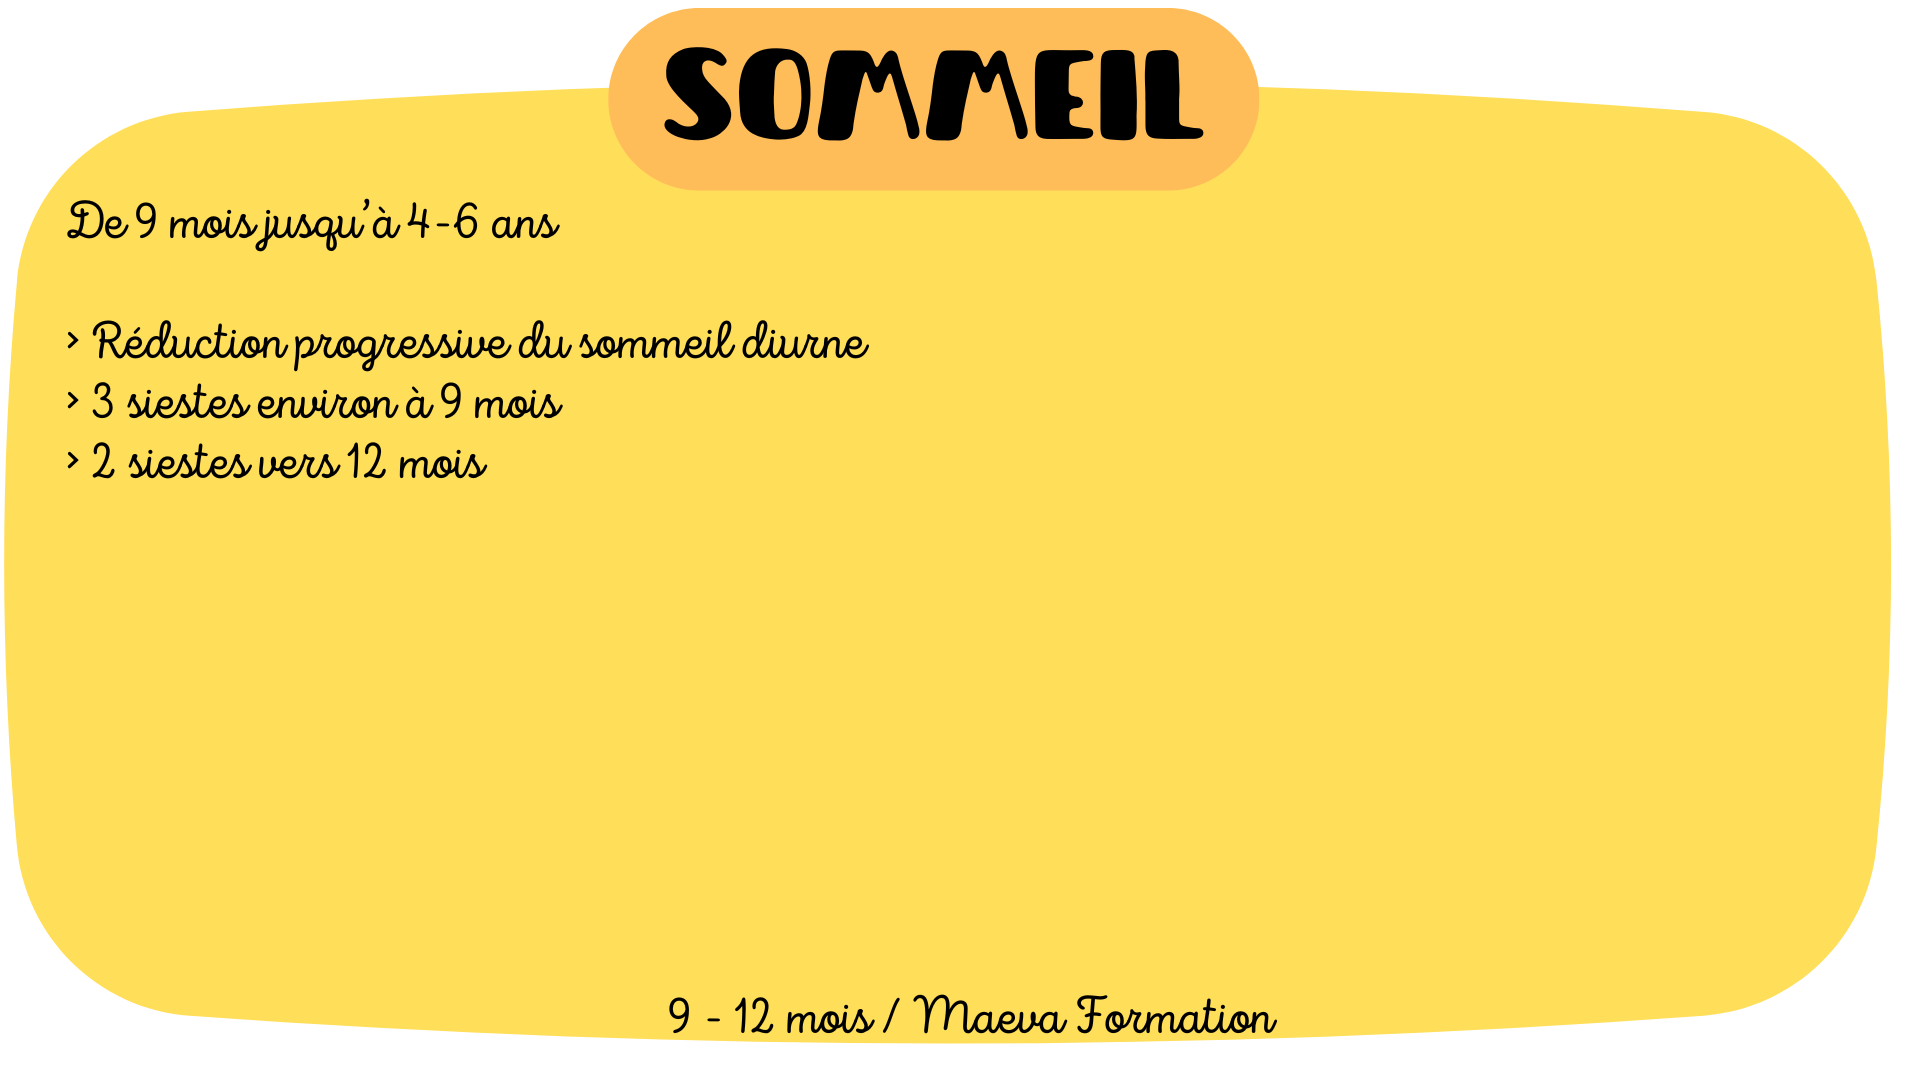 SOMMEIL
De 9 mois jusqu'à 4-6 ans
> Réduction progressive du sommeil diurne
> 3 siestes environ à 9 mois
> 2 siestes vers 12 mois
9 - 12 mois / Maeva Formation